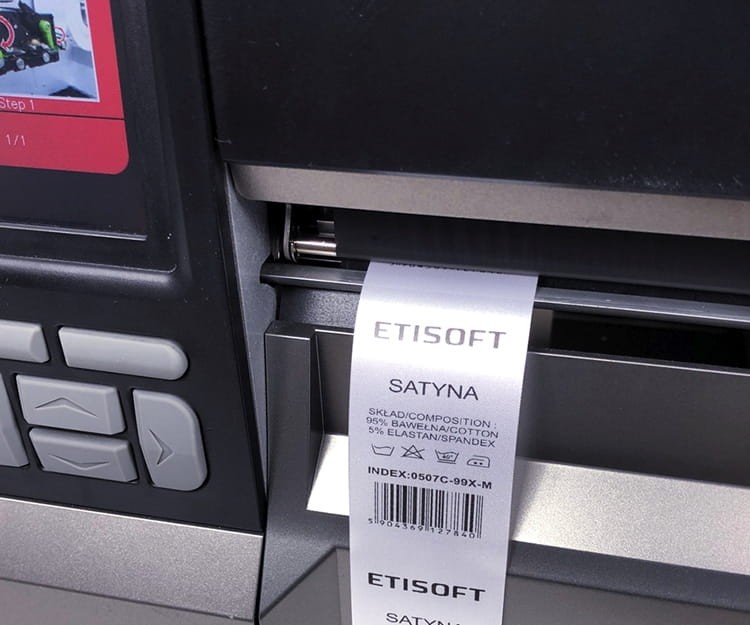 Step 1
1/1
ETISOFT
SATYNA
SKŁAD/COMPOSITION :
95% BAWEŁNA/COTTON
5% ELASTAN/SPANDEX
40°
INDEX:0507C-99X-M
5 904369 127840
ETISOFT
SATYNA